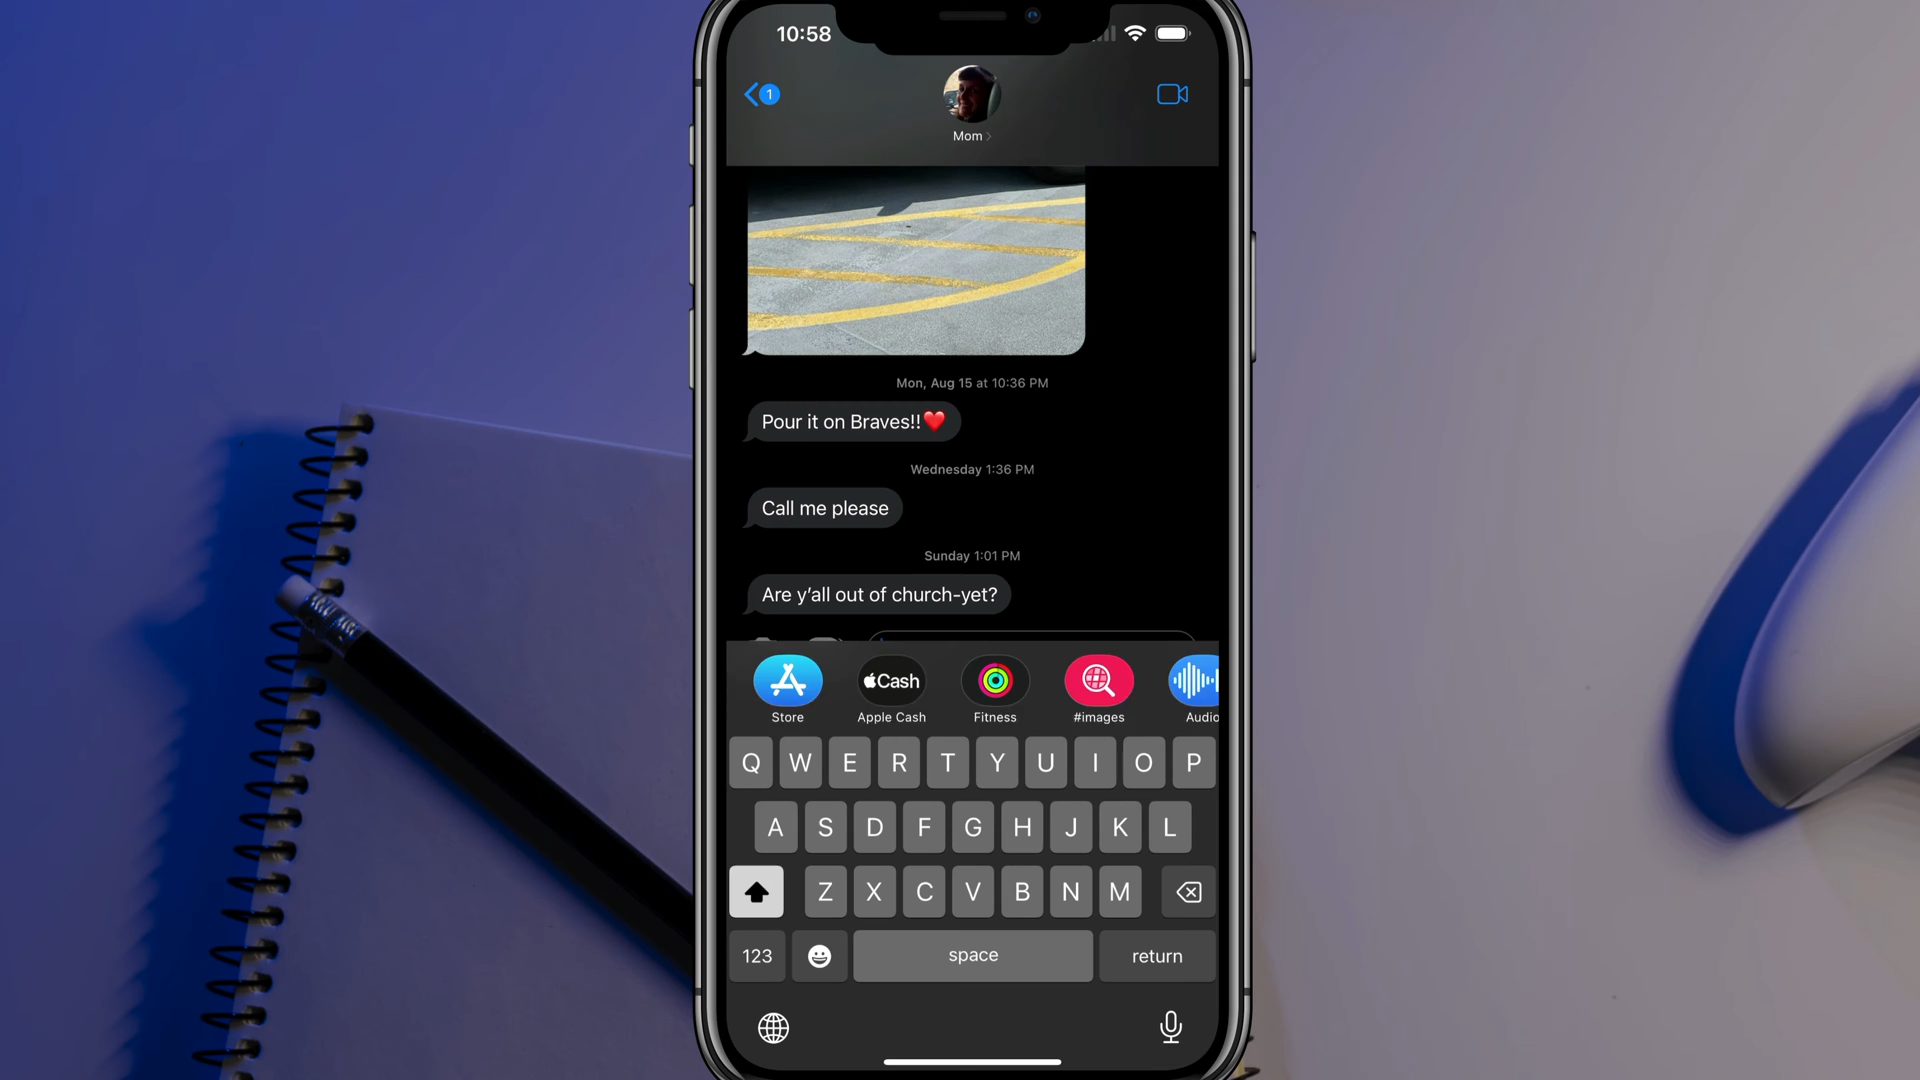 10:58
1
Mom
Mon, Aug 15 at 10:36 PM
Pour it on Braves!!❤️
Wednesday 1:36 PM
Call me please
Sunday 1:01 PM
Are y’all out of church-yet?
Cash
Store
Apple Cash
Fitness
#images
Audio
Q W E R T Y U I O P
A S D F G H J K L
Z X C V B N M
123
space
return